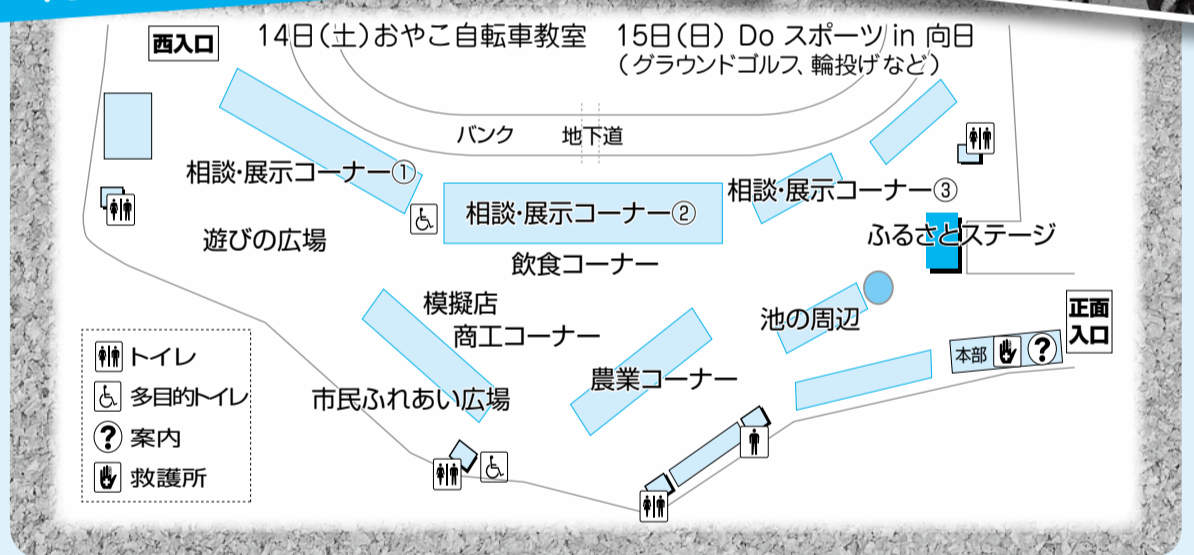 西入口
14日(土)おやこ自転車教室
15日(日) Do スポーツ in 向日
(グラウンドゴルフ、輪投げなど)
バンク
地下道
相談・展示コーナー①
相談・展示コーナー②
相談・展示コーナー③
遊びの広場
ふるさとステージ
飲食コーナー
模擬店
商工コーナー
池の周辺
正面
入口
本部
?
農業コーナー
市民ふれあい広場
トイレ
多目的トイレ
? 案内
救護所